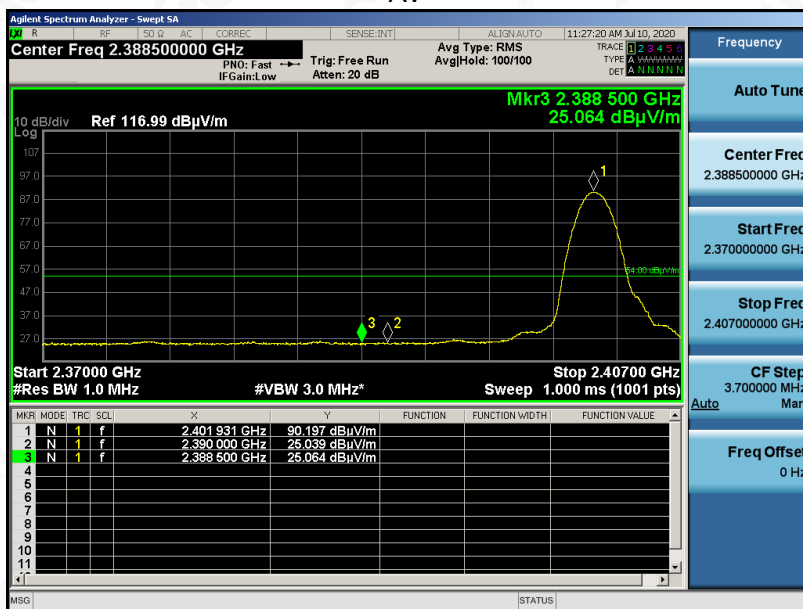 AV
Agilent Spectrum Analyzer - Swept SA
LXI R RF 50 Ω AC CORREC SENSE:INT ALIGN AUTO 11:27:20 AM Jul 10, 2020
Center Freq 2.388500000 GHz
PNO: Fast
IFGain:Low
Trig: Free Run
Atten: 20 dB
Avg Type: RMS
Avg|Hold: 100/100
TRACE 1 2 3 4 5 6
TYPE A WWWWW
DET A N N N N N
Mkr3 2.388 500 GHz
25.064 dBµV/m
10 dB/div Ref 116.99 dBµV/m
Log
107
97.0
87.0
77.0
67.0
57.0
47.0
37.0
27.0
1
54.00 dBµV/m
3 2
Start 2.37000 GHz Stop 2.40700 GHz
#Res BW 1.0 MHz #VBW 3.0 MHz* Sweep 1.000 ms (1001 pts)
MKR MODE TRC SCL X Y FUNCTION FUNCTION WIDTH FUNCTION VALUE
1 N 1 f 2.401 931 GHz 90.197 dBµV/m
2 N 1 f 2.390 000 GHz 25.039 dBµV/m
3 N 1 f 2.388 500 GHz 25.064 dBµV/m
4
5
6
7
8
9
10
11
MSG STATUS
Frequency
Auto Tune
Center Freq
2.388500000 GHz
Start Freq
2.370000000 GHz
Stop Freq
2.407000000 GHz
CF Step
3.700000 MHz
Auto Man
Freq Offset
0 Hz